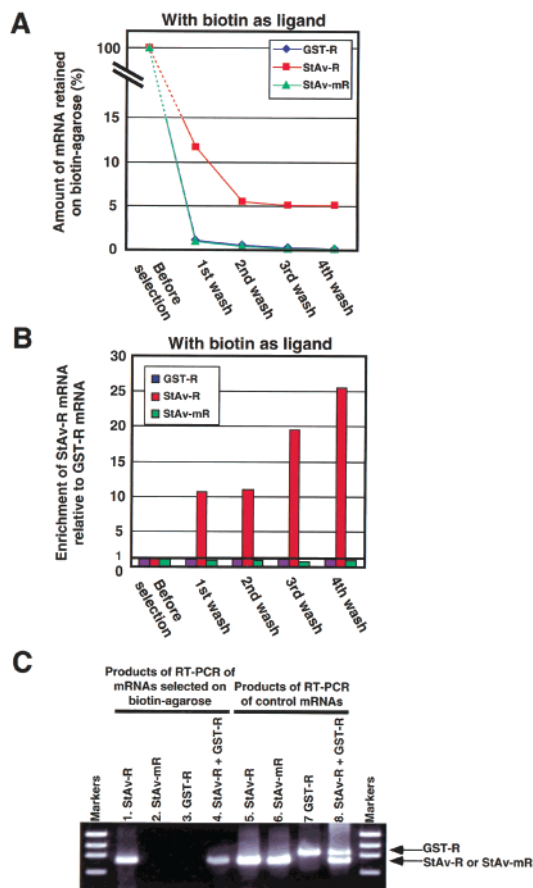 A
With biotin as ligand
Amount of mRNA retained
on biotin-agarose (%)
100
15
10
5
0
GST-R
StAv-R
StAv-mR
Before
selection
1st wash
2nd wash
3rd wash
4th wash
B
With biotin as ligand
Enrichment of StAv-R mRNA
relative to GST-R mRNA
30
25
20
15
10
5
1
0
GST-R
StAv-R
StAv-mR
Before
selection
1st wash
2nd wash
3rd wash
4th wash
C
Products of RT-PCR of
mRNAs selected on
biotin-agarose
Products of RT-PCR
of control mRNAs
Markers
1. StAv-R
2. StAv-mR
3. GST-R
4. StAv-R + GST-R
5. StAv-R
6. StAv-mR
7 GST-R
8. StAv-R + GST-R
Markers
GST-R
StAv-R or StAv-mR